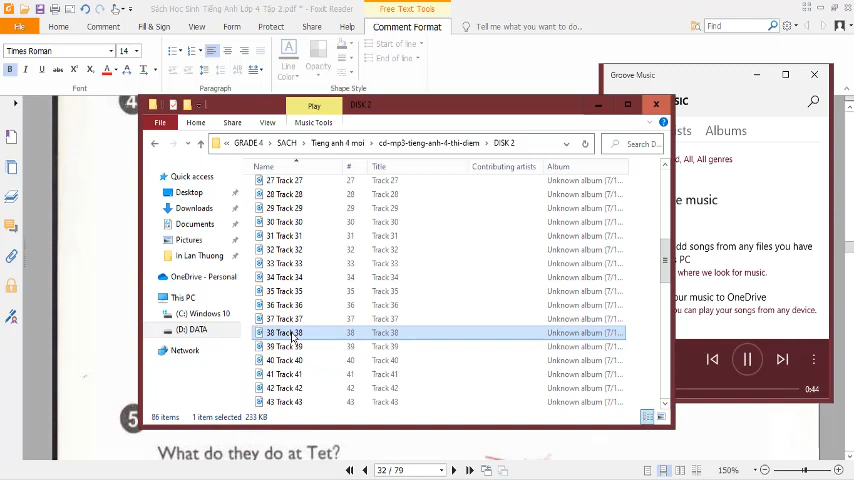 Sách Học Sinh Tiếng Anh Lớp 4 Tập 2.pdf * - Foxit Reader
Free Text Tools
File
Home
Comment
Fill & Sign
View
Form
Protect
Share
Help
Comment Format
Tell me what you want to do..
Find
Times Roman
14
Font
Paragraph
Line Color
Opacity
Start of line
End of line
Shape Style
Groove Music
SIC
ists Albums
d, All, All genres
e music
dd songs from any files you have
s PC
where we look for music.
our music to OneDrive
ou can play your songs from any device.
0:44
Play
DISK 2
File
Home
Share
View
Music Tools
« GRADE 4 > SACH > Tieng anh 4 moi > cd-mp3-tieng-anh-4-thi-diem > DISK 2
Search D...
Name # Title Contributing artists Album
27 Track 27 27 Track 27 Unknown album (7/1...
28 Track 28 28 Track 28 Unknown album (7/1...
29 Track 29 29 Track 29 Unknown album (7/1...
30 Track 30 30 Track 30 Unknown album (7/1...
31 Track 31 31 Track 31 Unknown album (7/1...
32 Track 32 32 Track 32 Unknown album (7/1...
33 Track 33 33 Track 33 Unknown album (7/1...
34 Track 34 34 Track 34 Unknown album (7/1...
35 Track 35 35 Track 35 Unknown album (7/1...
36 Track 36 36 Track 36 Unknown album (7/1...
37 Track 37 37 Track 37 Unknown album (7/1...
38 Track 38 38 Track 38 Unknown album (7/1...
39 Track 39 39 Track 39 Unknown album (7/1...
40 Track 40 40 Track 40 Unknown album (7/1...
41 Track 41 41 Track 41 Unknown album (7/1...
42 Track 42 42 Track 42 Unknown album (7/1...
43 Track 43 43 Track 43 Unknown album (7/1...
Quick access
Desktop
Downloads
Documents
Pictures
In Lan Thuong
OneDrive - Personal
This PC
(C:) Windows 10
(D:) DATA
Network
86 items 1 item selected 233 KB
4
5
What do they do at Tet?
32 / 79
150%